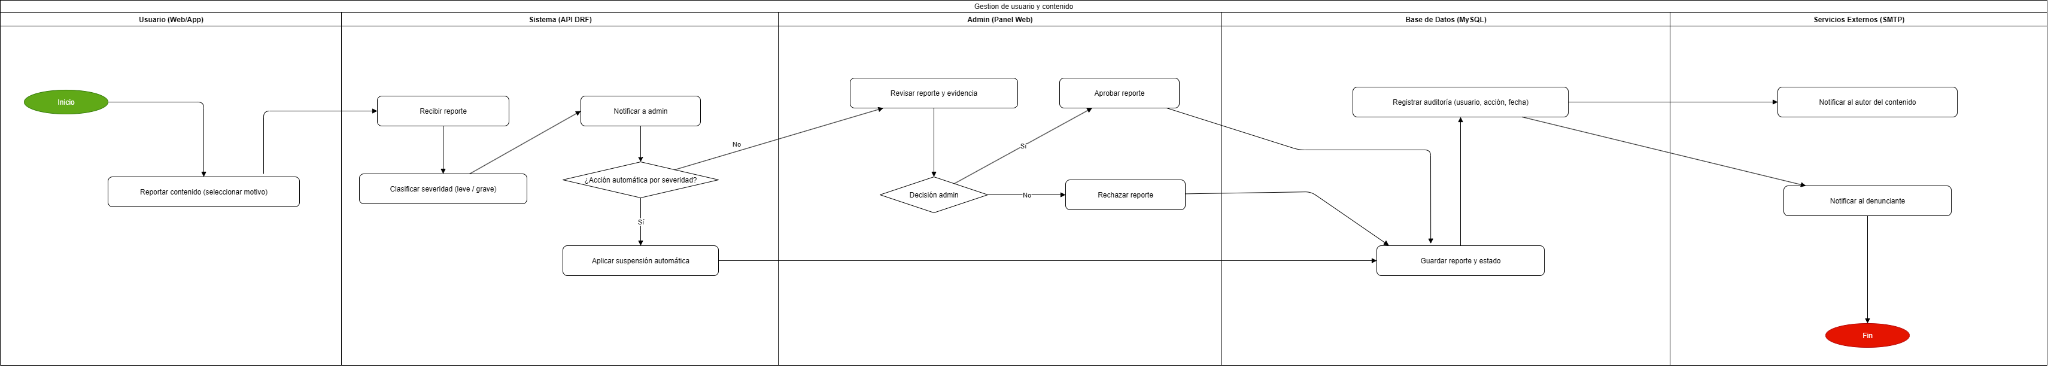 Gestion de usuario y contenido
Usuario (Web/App)
Sistema (API DRF)
Admin (Panel Web)
Base de Datos (MySQL)
Servicios Externos (SMTP)
Inicio
Reportar contenido (seleccionar motivo)
Recibir reporte
Clasificar severidad (leve / grave)
Notificar a admin
¿Acción automática por severidad?
No
Sí
Aplicar suspensión automática
Revisar reporte y evidencia
Decisión admin
Sí
No
Aprobar reporte
Rechazar reporte
Registrar auditoría (usuario, acción, fecha)
Guardar reporte y estado
Notificar al autor del contenido
Notificar al denunciante
Fin